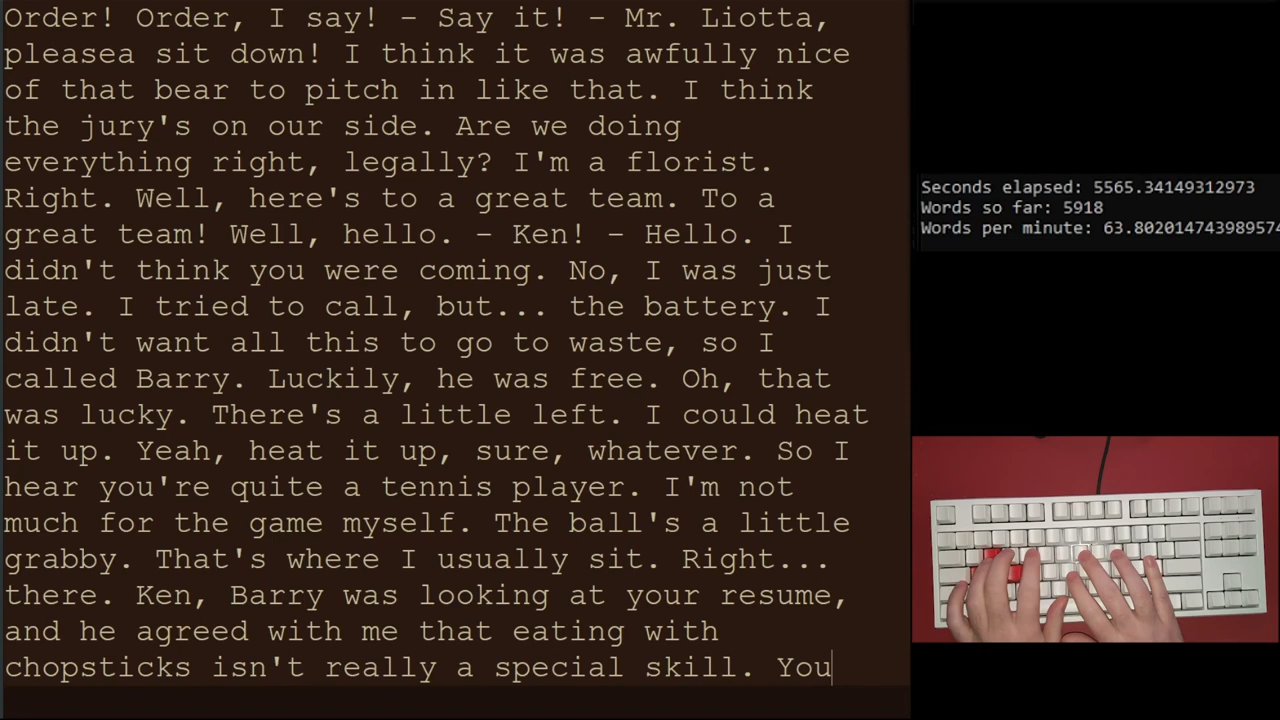 Order! Order, I say! - Say it! - Mr. Liotta,
pleasea sit down! I think it was awfully nice
of that bear to pitch in like that. I think
the jury's on our side. Are we doing
everything right, legally? I'm a florist.
Right. Well, here's to a great team. To a
great team! Well, hello. - Ken! - Hello. I
didn't think you were coming. No, I was just
late. I tried to call, but... the battery. I
didn't want all this to go to waste, so I
called Barry. Luckily, he was free. Oh, that
was lucky. There's a little left. I could heat
it up. Yeah, heat it up, sure, whatever. So I
hear you're quite a tennis player. I'm not
much for the game myself. The ball's a little
grabby. That's where I usually sit. Right...
there. Ken, Barry was looking at your resume,
and he agreed with me that eating with
chopsticks isn't really a special skill. You
Seconds elapsed: 5565.34149312973
Words so far: 5918
Words per minute: 63.802014743989574